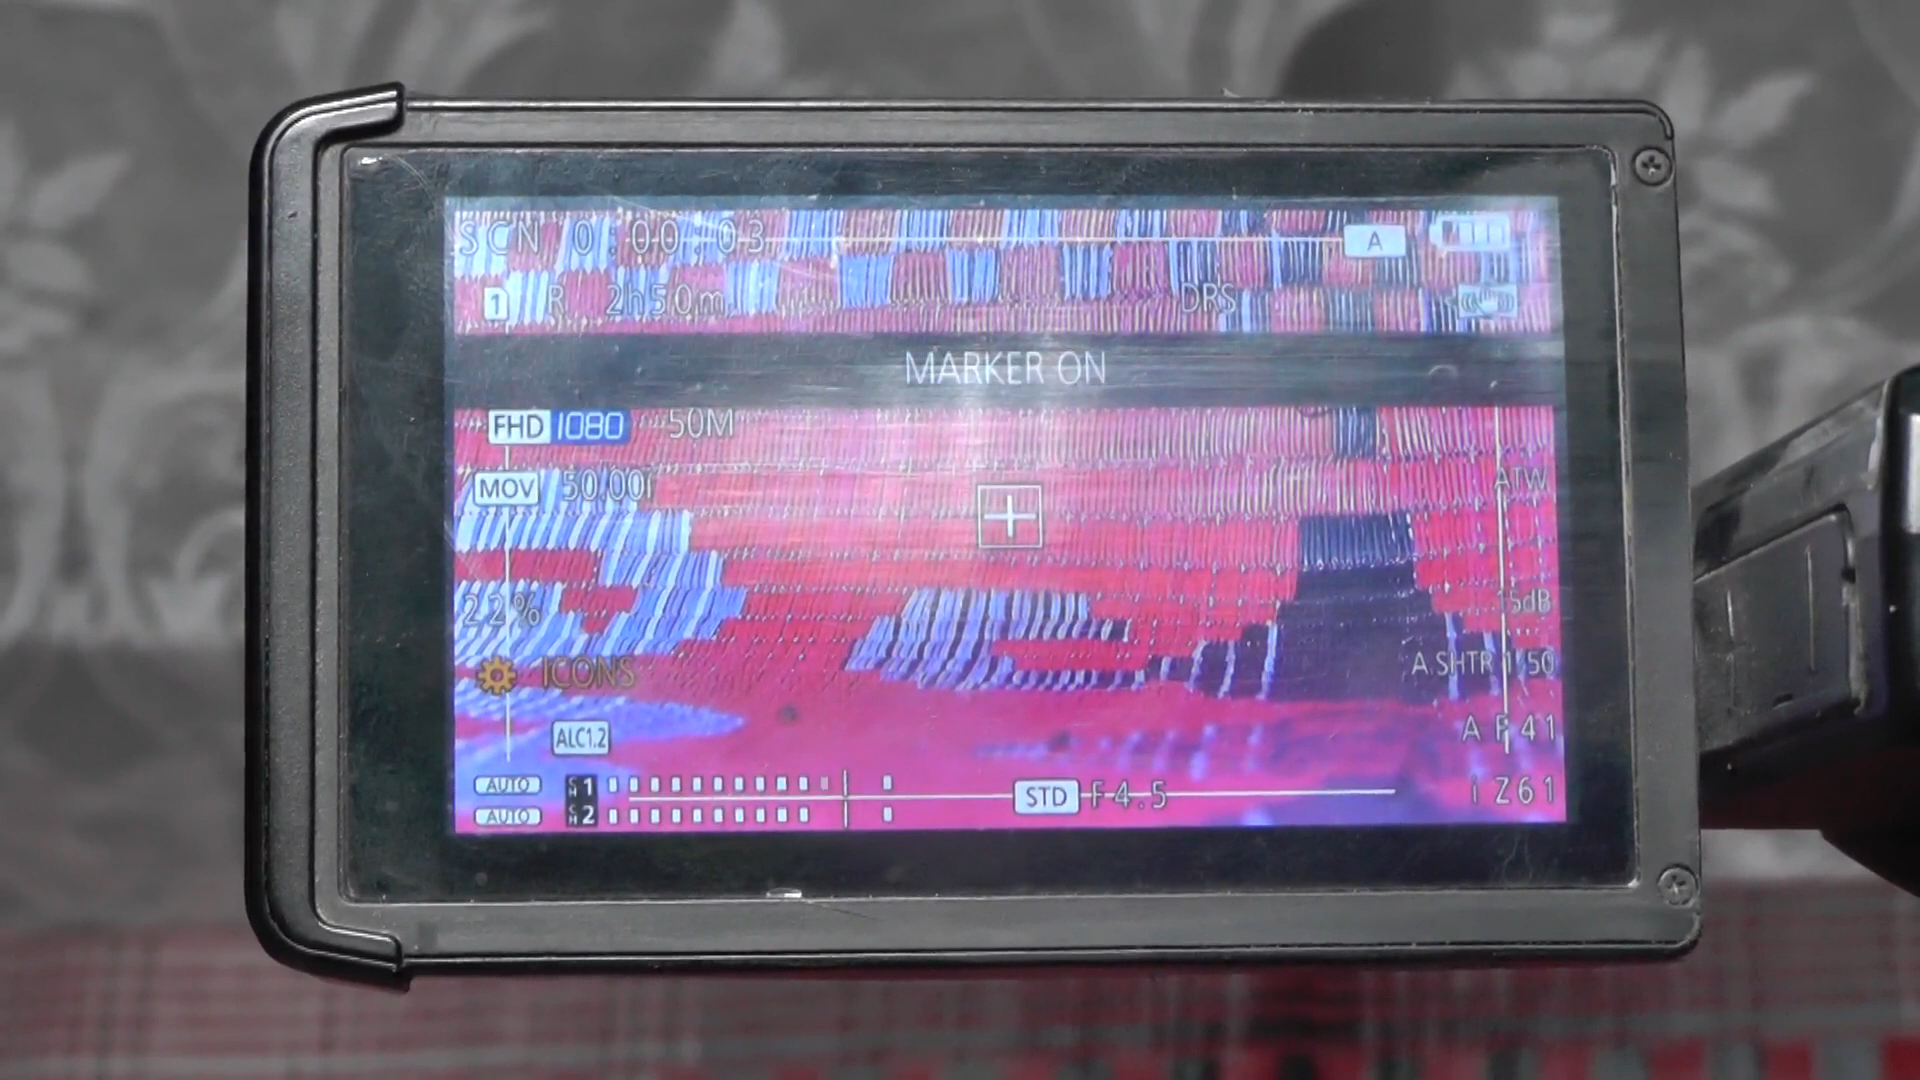 SCN 0:00:03 A
1 R 2h50m DRS
MARKER ON
FHD 1080 50M
MOV 50.00i ATW
22% 15dB
ICONS A.SHTR 1/50
ALC1.2 A F41
AUTO 1
STD F4.5 i Z61
AUTO 2